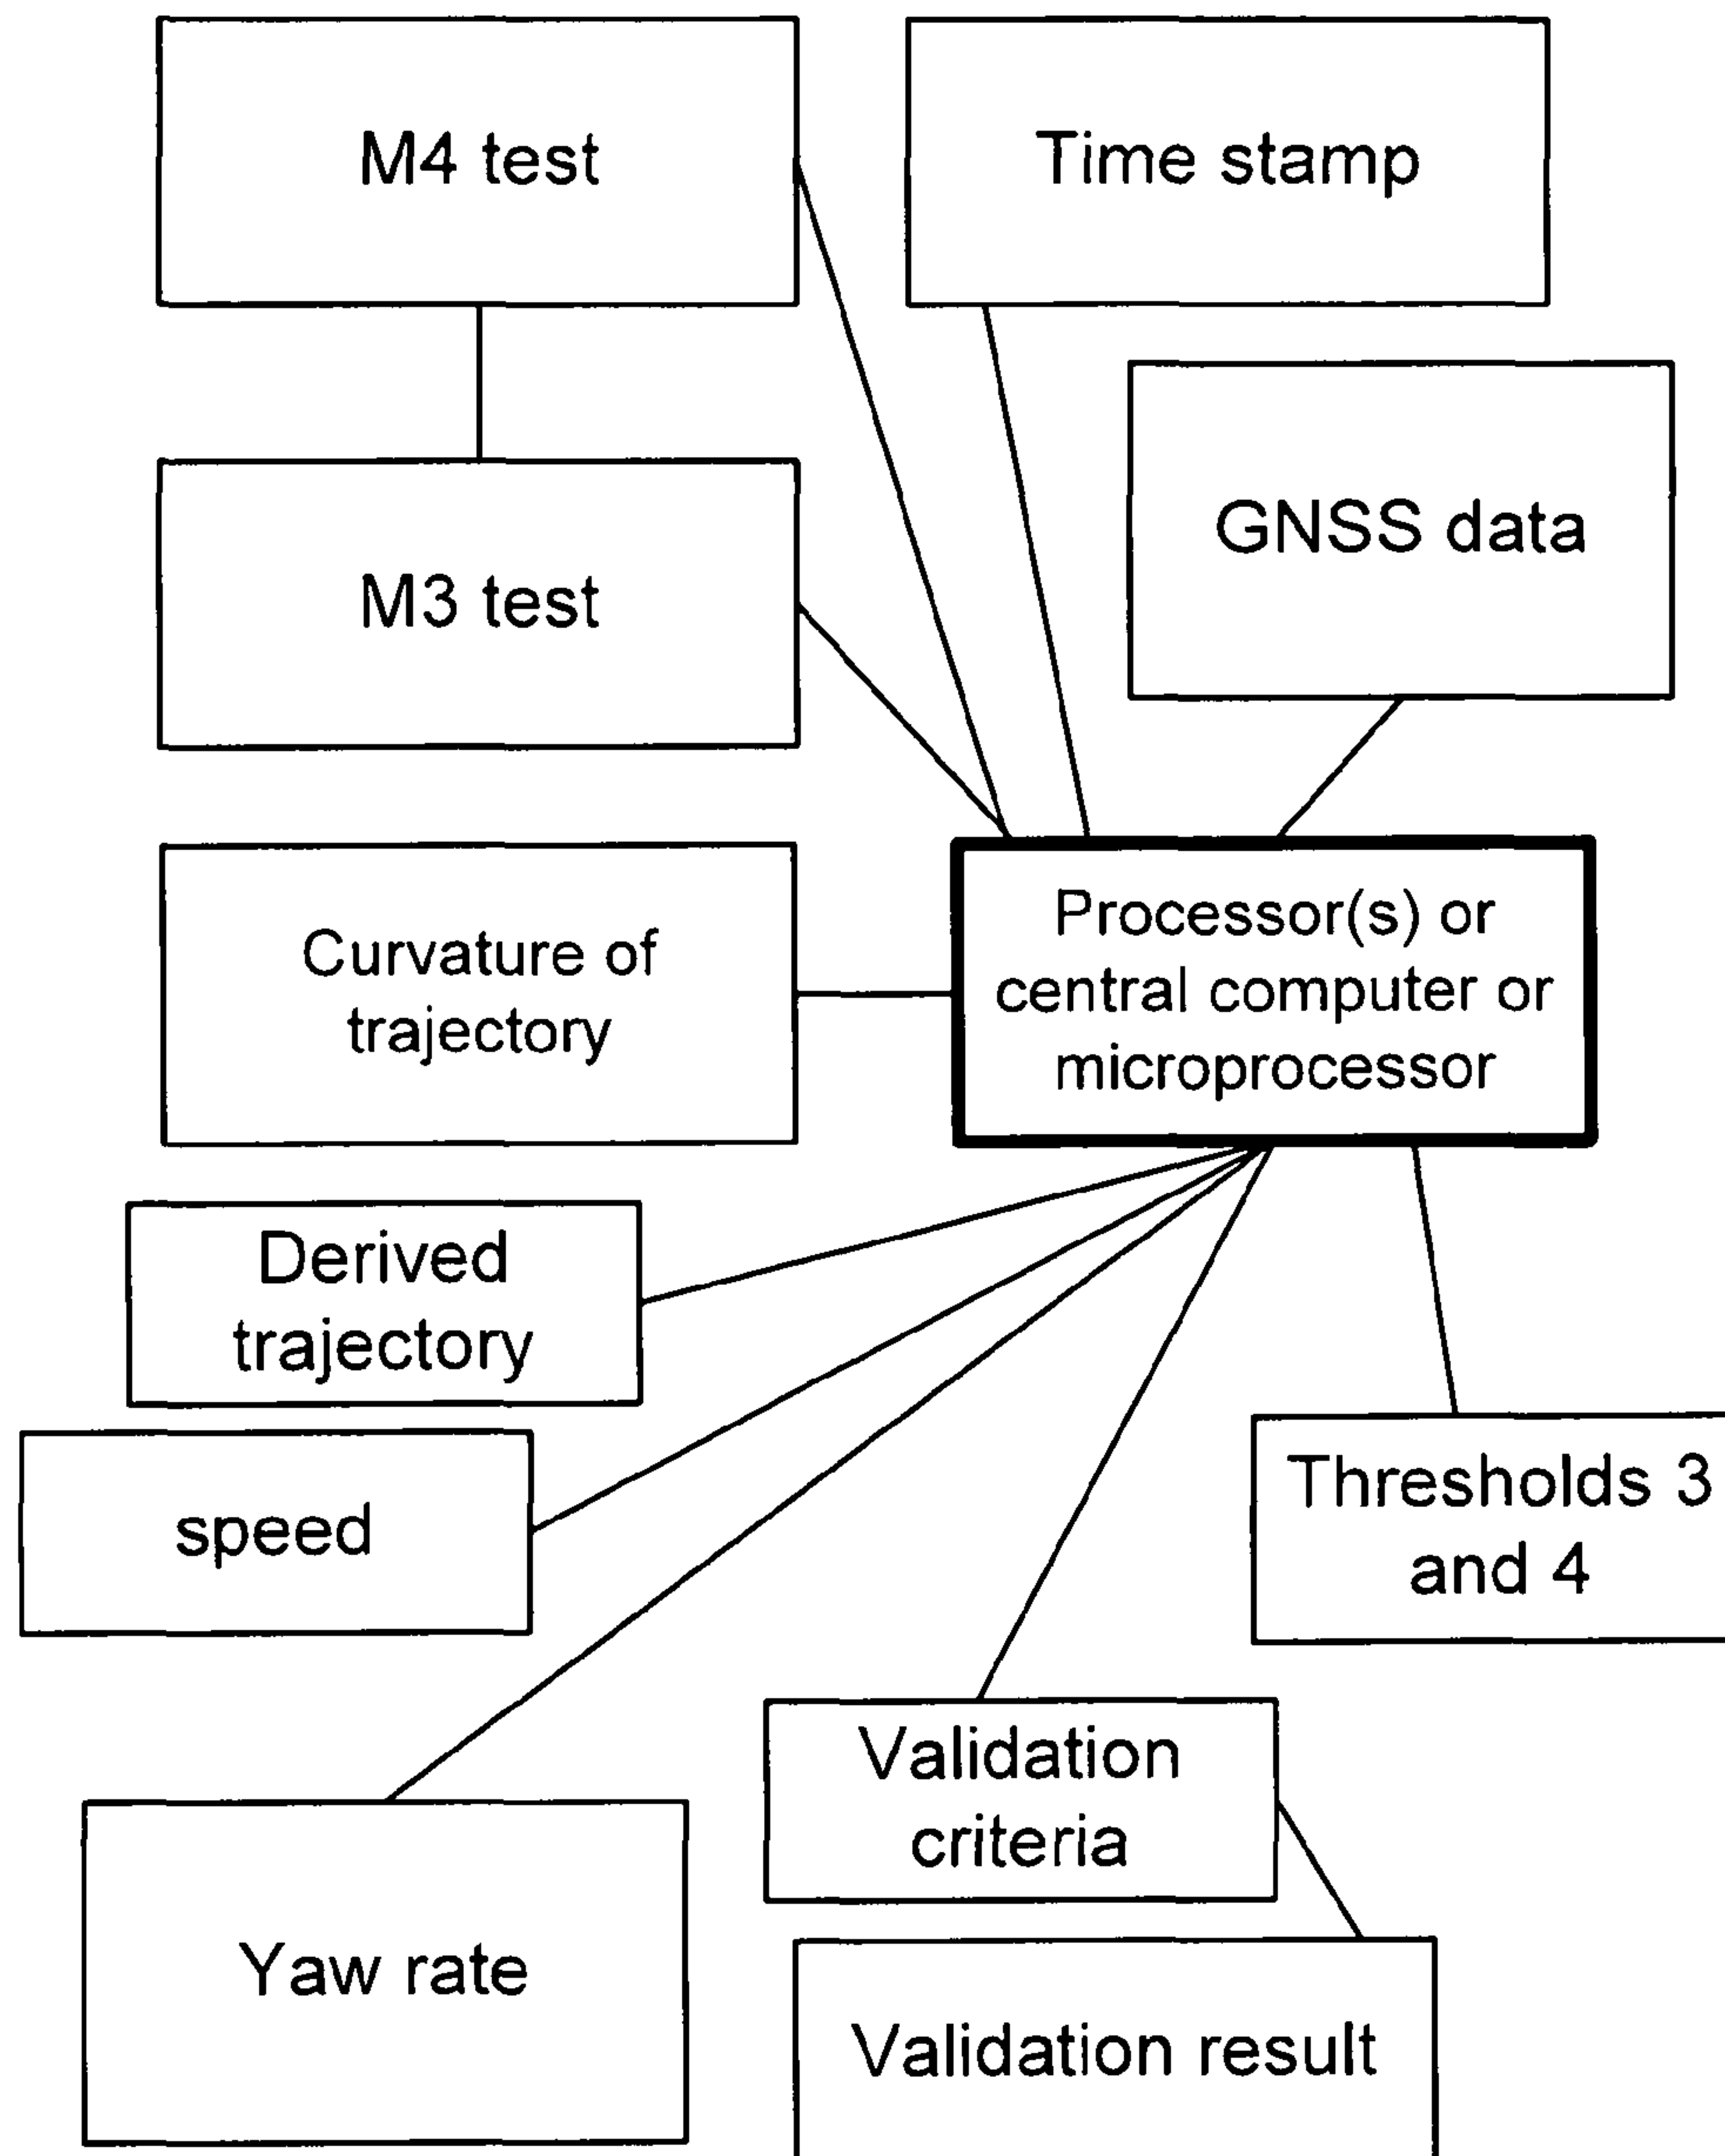 M4 test
Time stamp
GNSS data
M3 test
Curvature of
trajectory
Processor(s) or
central computer or
microprocessor
Derived
trajectory
speed
Thresholds 3
and 4
Validation
criteria
Yaw rate
Validation result